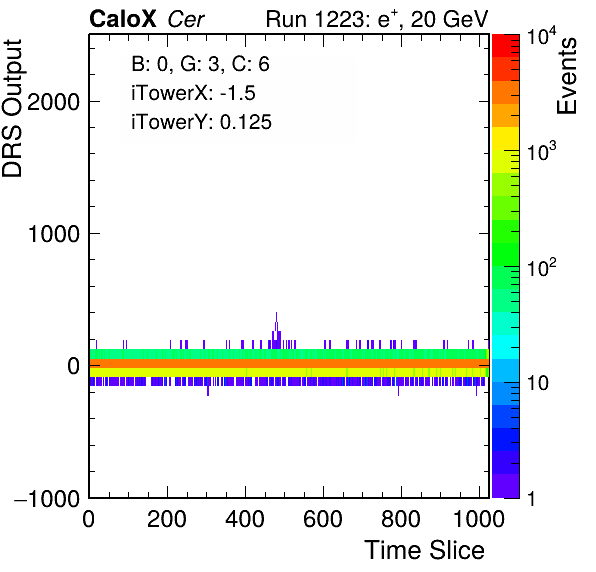 CaloX Cer Run 1223: e+, 20 GeV
B: 0, G: 3, C: 6
iTowerX: -1.5
iTowerY: 0.125
DRS Output
2000
1000
0
−1000
0 200 400 600 800 1000
Time Slice
Events
10^4
10^3
10^2
10
1